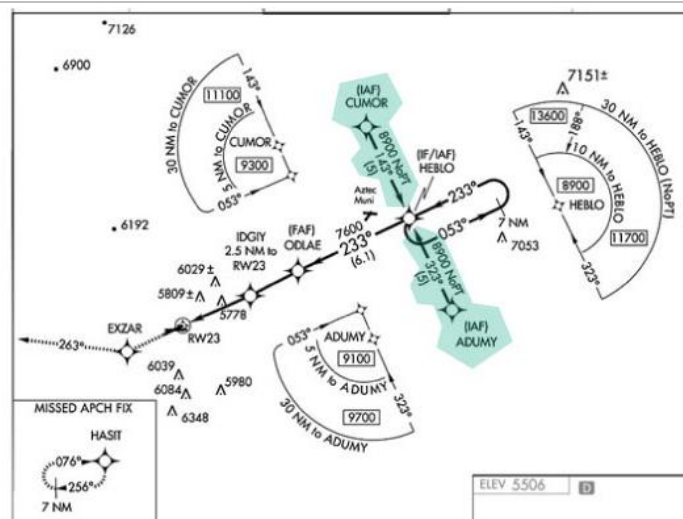 7126
6900
30 NM to CUMOR
11100
143°
5 NM to CUMOR
CUMOR
9300
053°
(IAF)
CUMOR
8900 NoPT
143°
(5)
(IF/IAF)
HEBLO
7151±
13600
30 NM to HEBLO (NoPT)
143°
188°
10 NM to HEBLO
8900
HEBLO
11700
323°
Aztec
Muni
233°
053°
7 NM
7053
6192
7600
233°
(6.1)
(FAF)
ODLAE
IDGIY
2.5 NM to
RW23
6029±
5809±
5778
8900 NoPT
323°
(5)
(IAF)
ADUMY
EXZAR
263°
RW23
053°
ADUMY
9100
5 NM to ADUMY
323°
9700
30 NM to ADUMY
6039
6084
5980
6348
MISSED APCH FIX
HASIT
076°
256°
7 NM
ELEV 5506
D